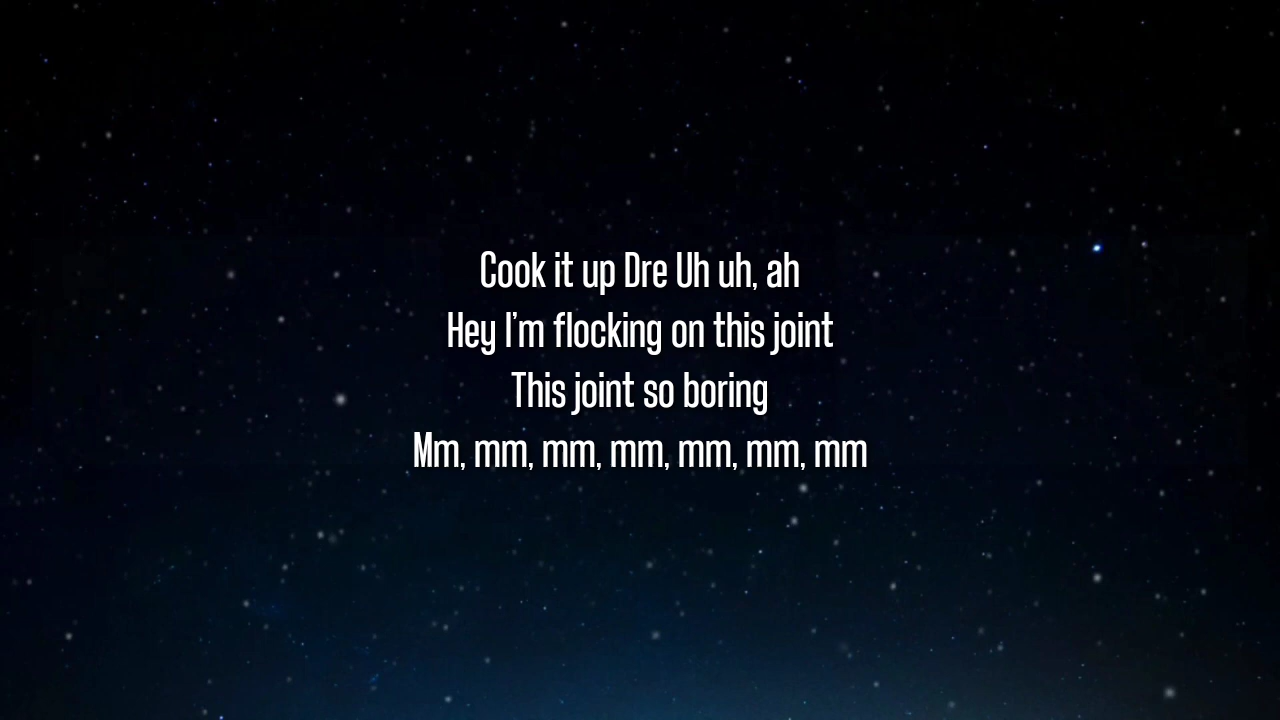 Cook it up Dre Uh uh, ah
Hey I'm flocking on this joint
This joint so boring
Mm, mm, mm, mm, mm, mm, mm